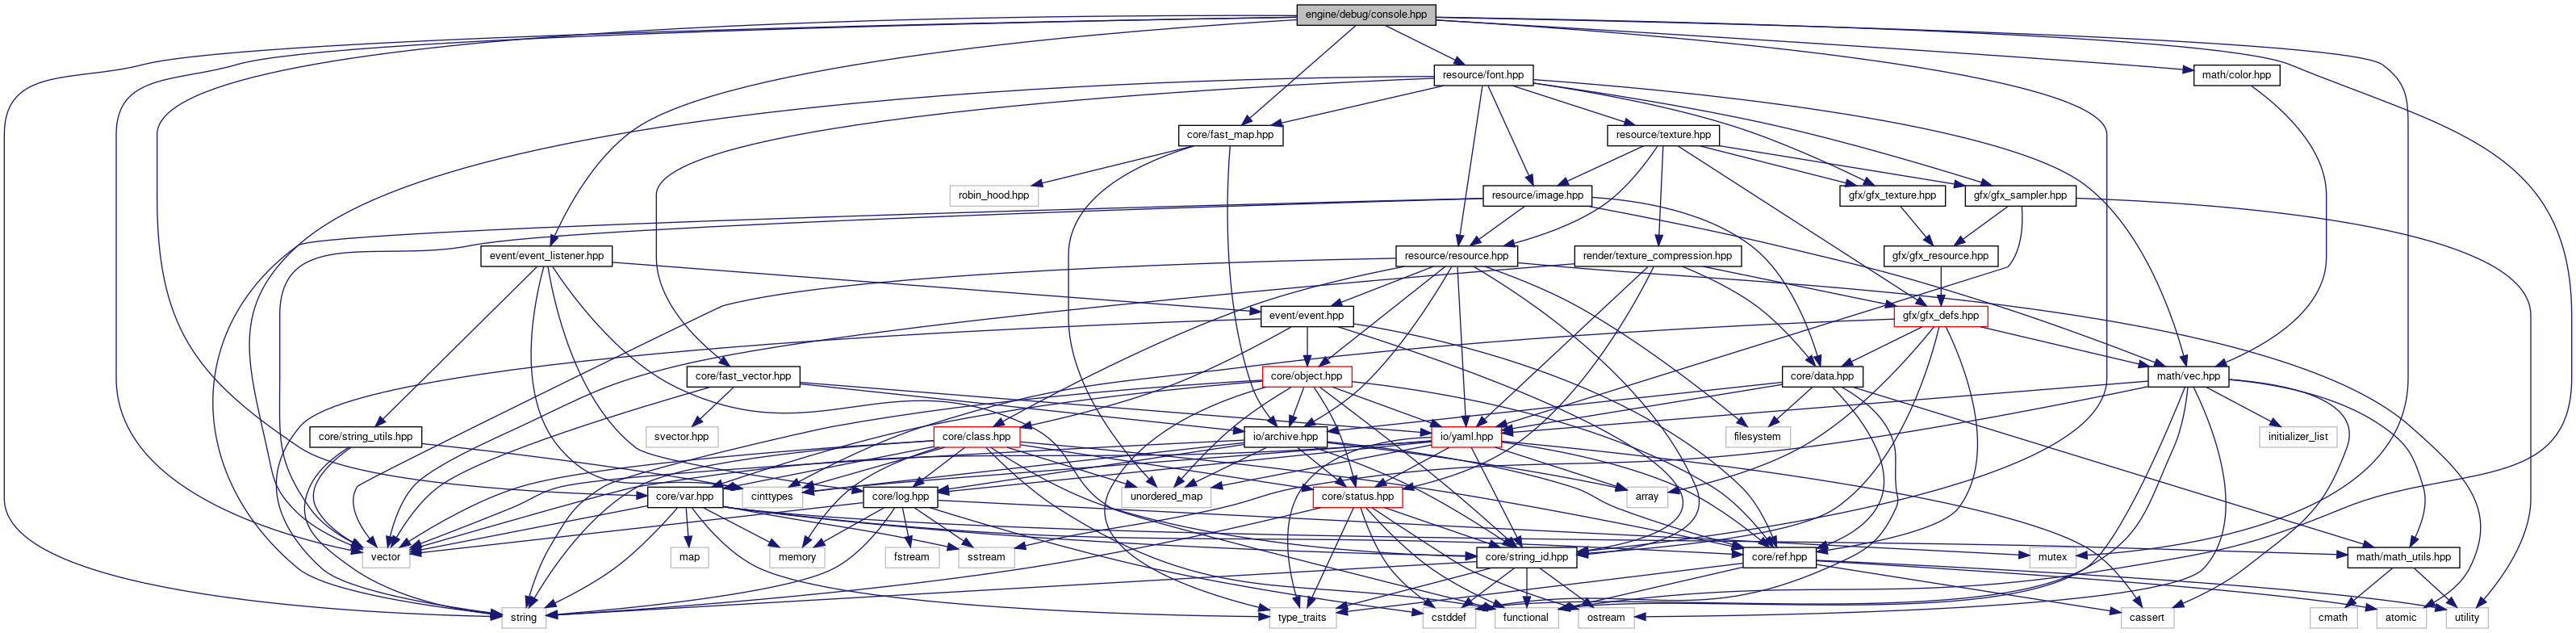 engine/debug/console.hpp
resource/font.hpp
math/color.hpp
core/fast_map.hpp
resource/texture.hpp
robin_hood.hpp
resource/image.hpp
gfx/gfx_texture.hpp
gfx/gfx_sampler.hpp
event/event_listener.hpp
resource/resource.hpp
render/texture_compression.hpp
gfx/gfx_resource.hpp
event/event.hpp
gfx/gfx_defs.hpp
core/fast_vector.hpp
core/object.hpp
core/data.hpp
math/vec.hpp
core/string_utils.hpp
svector.hpp
core/class.hpp
io/archive.hpp
io/yaml.hpp
filesystem
initializer_list
core/var.hpp
cinttypes
core/log.hpp
unordered_map
core/status.hpp
array
vector
map
memory
fstream
sstream
core/string_id.hpp
core/ref.hpp
mutex
math/math_utils.hpp
string
type_traits
cstddef
functional
ostream
cassert
cmath
atomic
utility